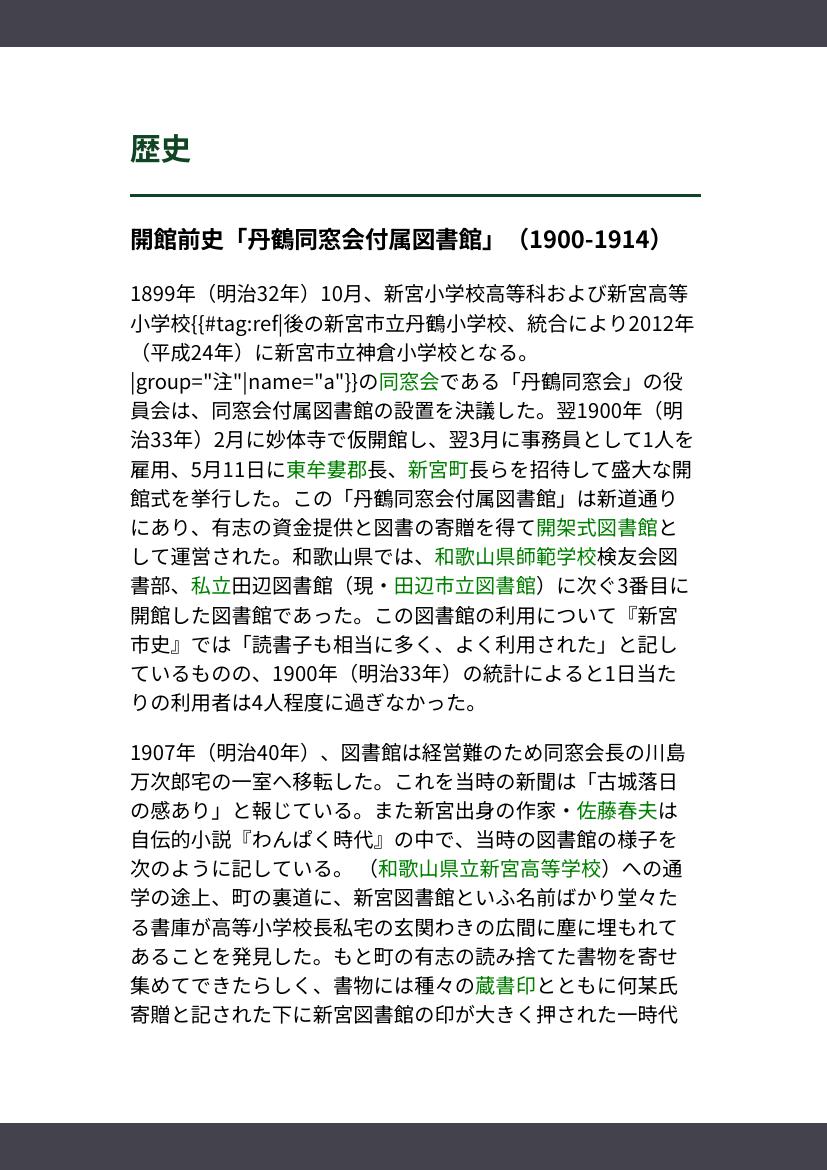 歴史
開館前史「丹鶴同窓会付属図書館」（1900-1914）
1899年（明治32年）10月、新宮小学校高等科および新宮高等
小学校{{#tag:ref|後の新宮市立丹鶴小学校、統合により2012年
（平成24年）に新宮市立神倉小学校となる。
|group="注"|name="a"}}の同窓会である「丹鶴同窓会」の役
員会は、同窓会付属図書館の設置を決議した。翌1900年（明
治33年）2月に妙体寺で仮開館し、翌3月に事務員として1人を
雇用、5月11日に東牟婁郡長、新宮町長らを招待して盛大な開
館式を挙行した。この「丹鶴同窓会付属図書館」は新道通り
にあり、有志の資金提供と図書の寄贈を得て開架式図書館と
して運営された。和歌山県では、和歌山県師範学校検友会図
書部、私立田辺図書館（現・田辺市立図書館）に次ぐ3番目に
開館した図書館であった。この図書館の利用について『新宮
市史』では「読書子も相当に多く、よく利用された」と記し
ているものの、1900年（明治33年）の統計によると1日当た
りの利用者は4人程度に過ぎなかった。
1907年（明治40年）、図書館は経営難のため同窓会長の川島
万次郎宅の一室へ移転した。これを当時の新聞は「古城落日
の感あり」と報じている。また新宮出身の作家・佐藤春夫は
自伝的小説『わんぱく時代』の中で、当時の図書館の様子を
次のように記している。 （和歌山県立新宮高等学校）への通
学の途上、町の裏道に、新宮図書館といふ名前ばかり堂々た
る書庫が高等小学校長私宅の玄関わきの広間に塵に埋もれて
あることを発見した。もと町の有志の読み捨てた書物を寄せ
集めてできたらしく、書物には種々の蔵書印とともに何某氏
寄贈と記された下に新宮図書館の印が大きく押された一時代